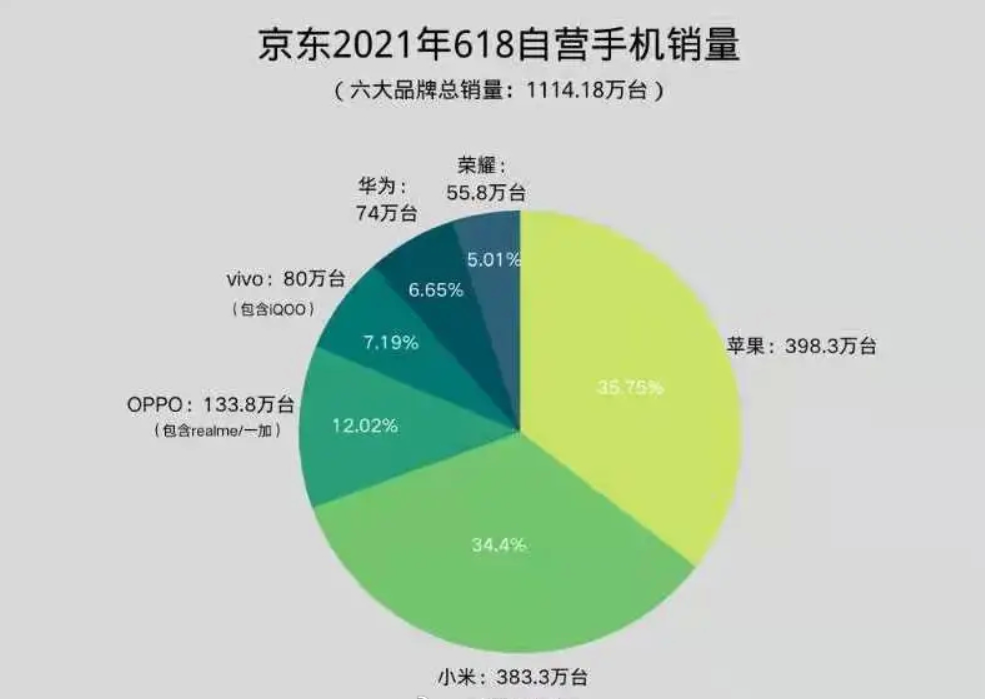 京东2021年618自营手机销量
（六大品牌总销量：1114.18万台）
荣耀：
55.8万台
华为：
74万台
5.01%
6.65%
vivo：80万台
（包含iQOO）
7.19%
苹果：398.3万台
35.75%
OPPO：133.8万台
（包含realme/一加）
12.02%
34.4%
小米：383.3万台